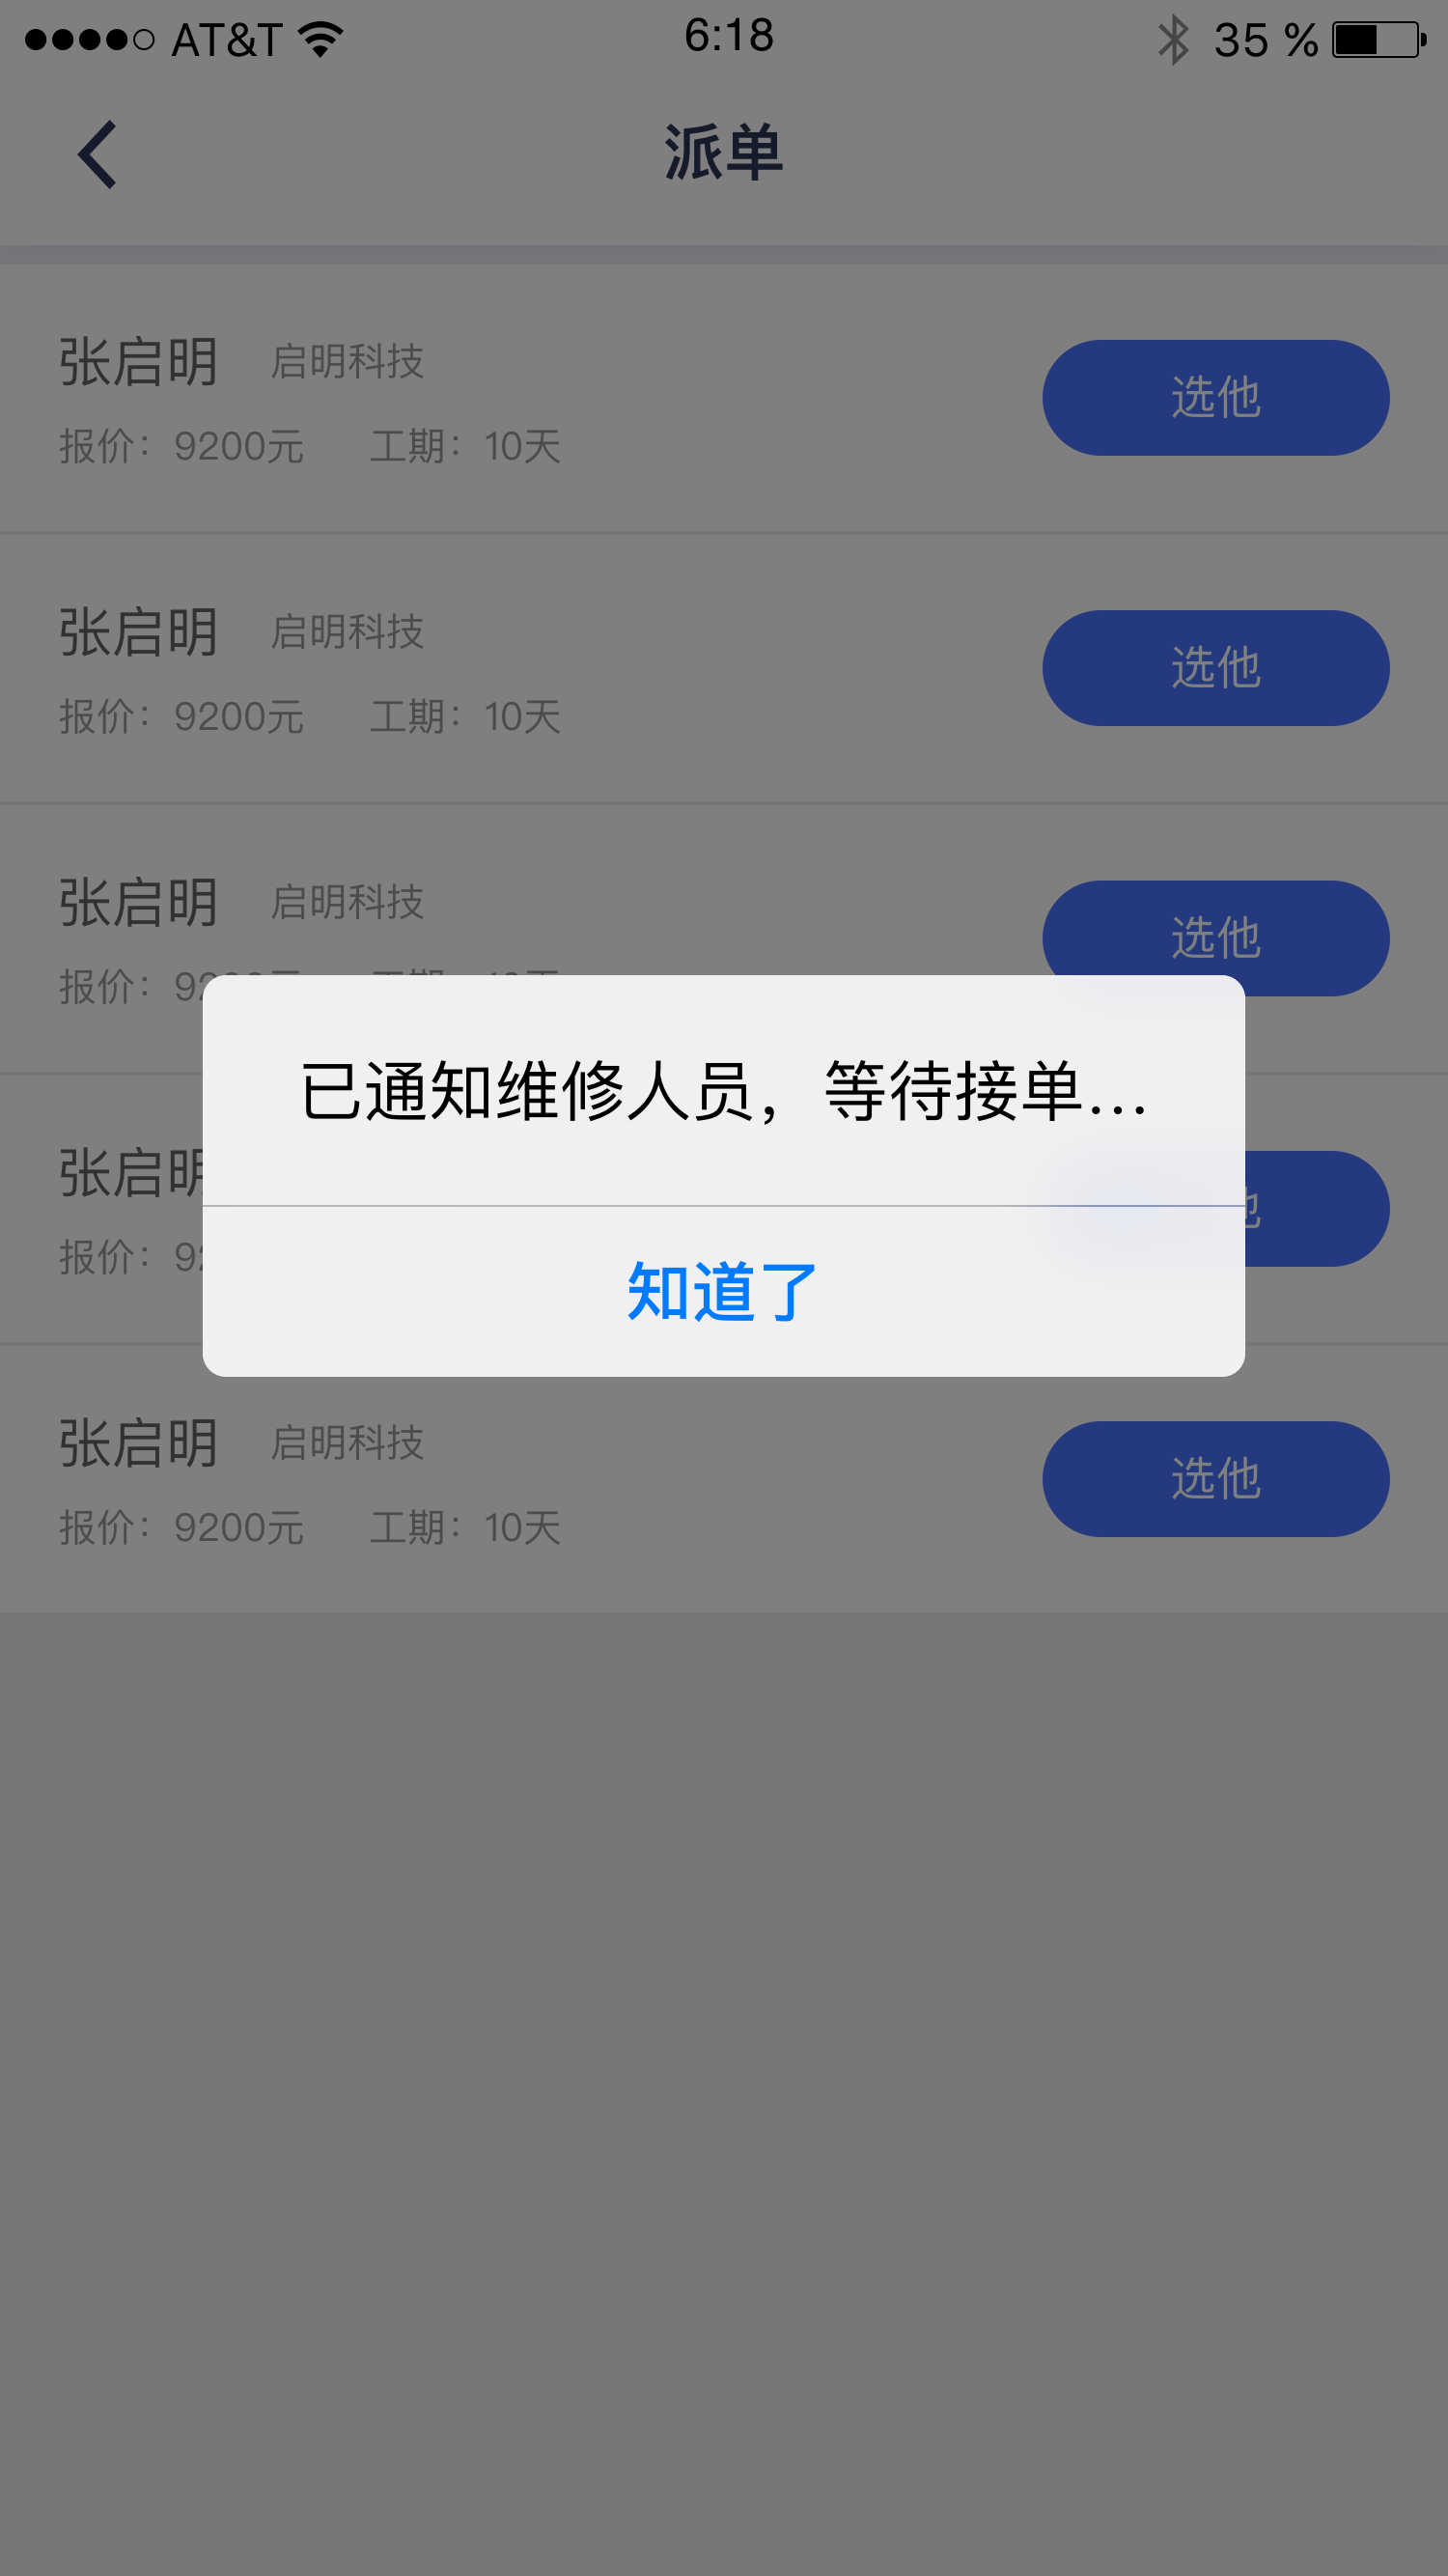 AT&T 6:18 35 %
派单
张启明 启明科技
选他
报价：9200元 工期：10天
张启明 启明科技
选他
报价：9200元 工期：10天
张启明 启明科技
选他
报价：
已通知维修人员，等待接单...
张启明
报价：
知道了
张启明 启明科技
选他
报价：9200元 工期：10天